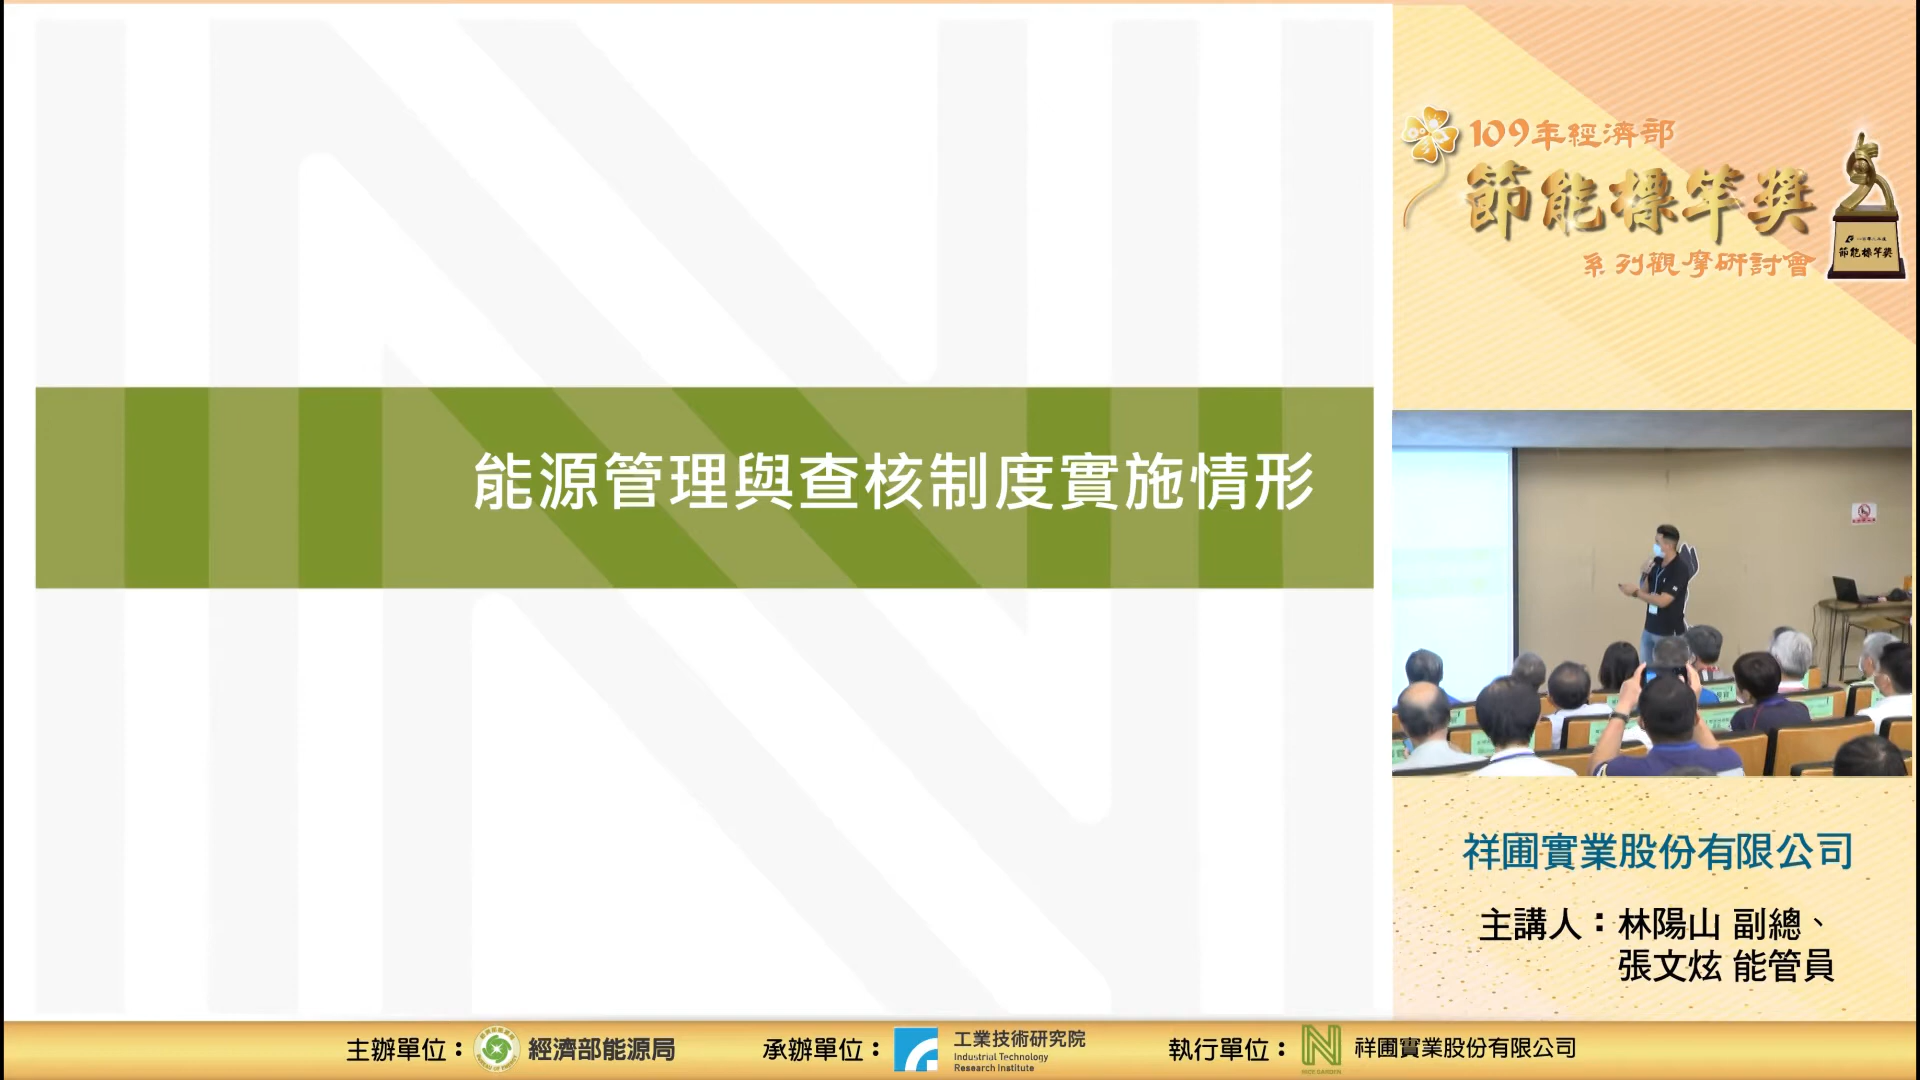 能源管理與查核制度實施情形
109年經濟部
節能標竿獎
系列觀摩研討會
節能標竿獎
祥圃實業股份有限公司
主講人：林陽山 副總、
張文炫 能管員
主辦單位： 經濟部能源局
承辦單位： 工業技術研究院
Industrial Technology
Research Institute
執行單位： 祥圃實業股份有限公司